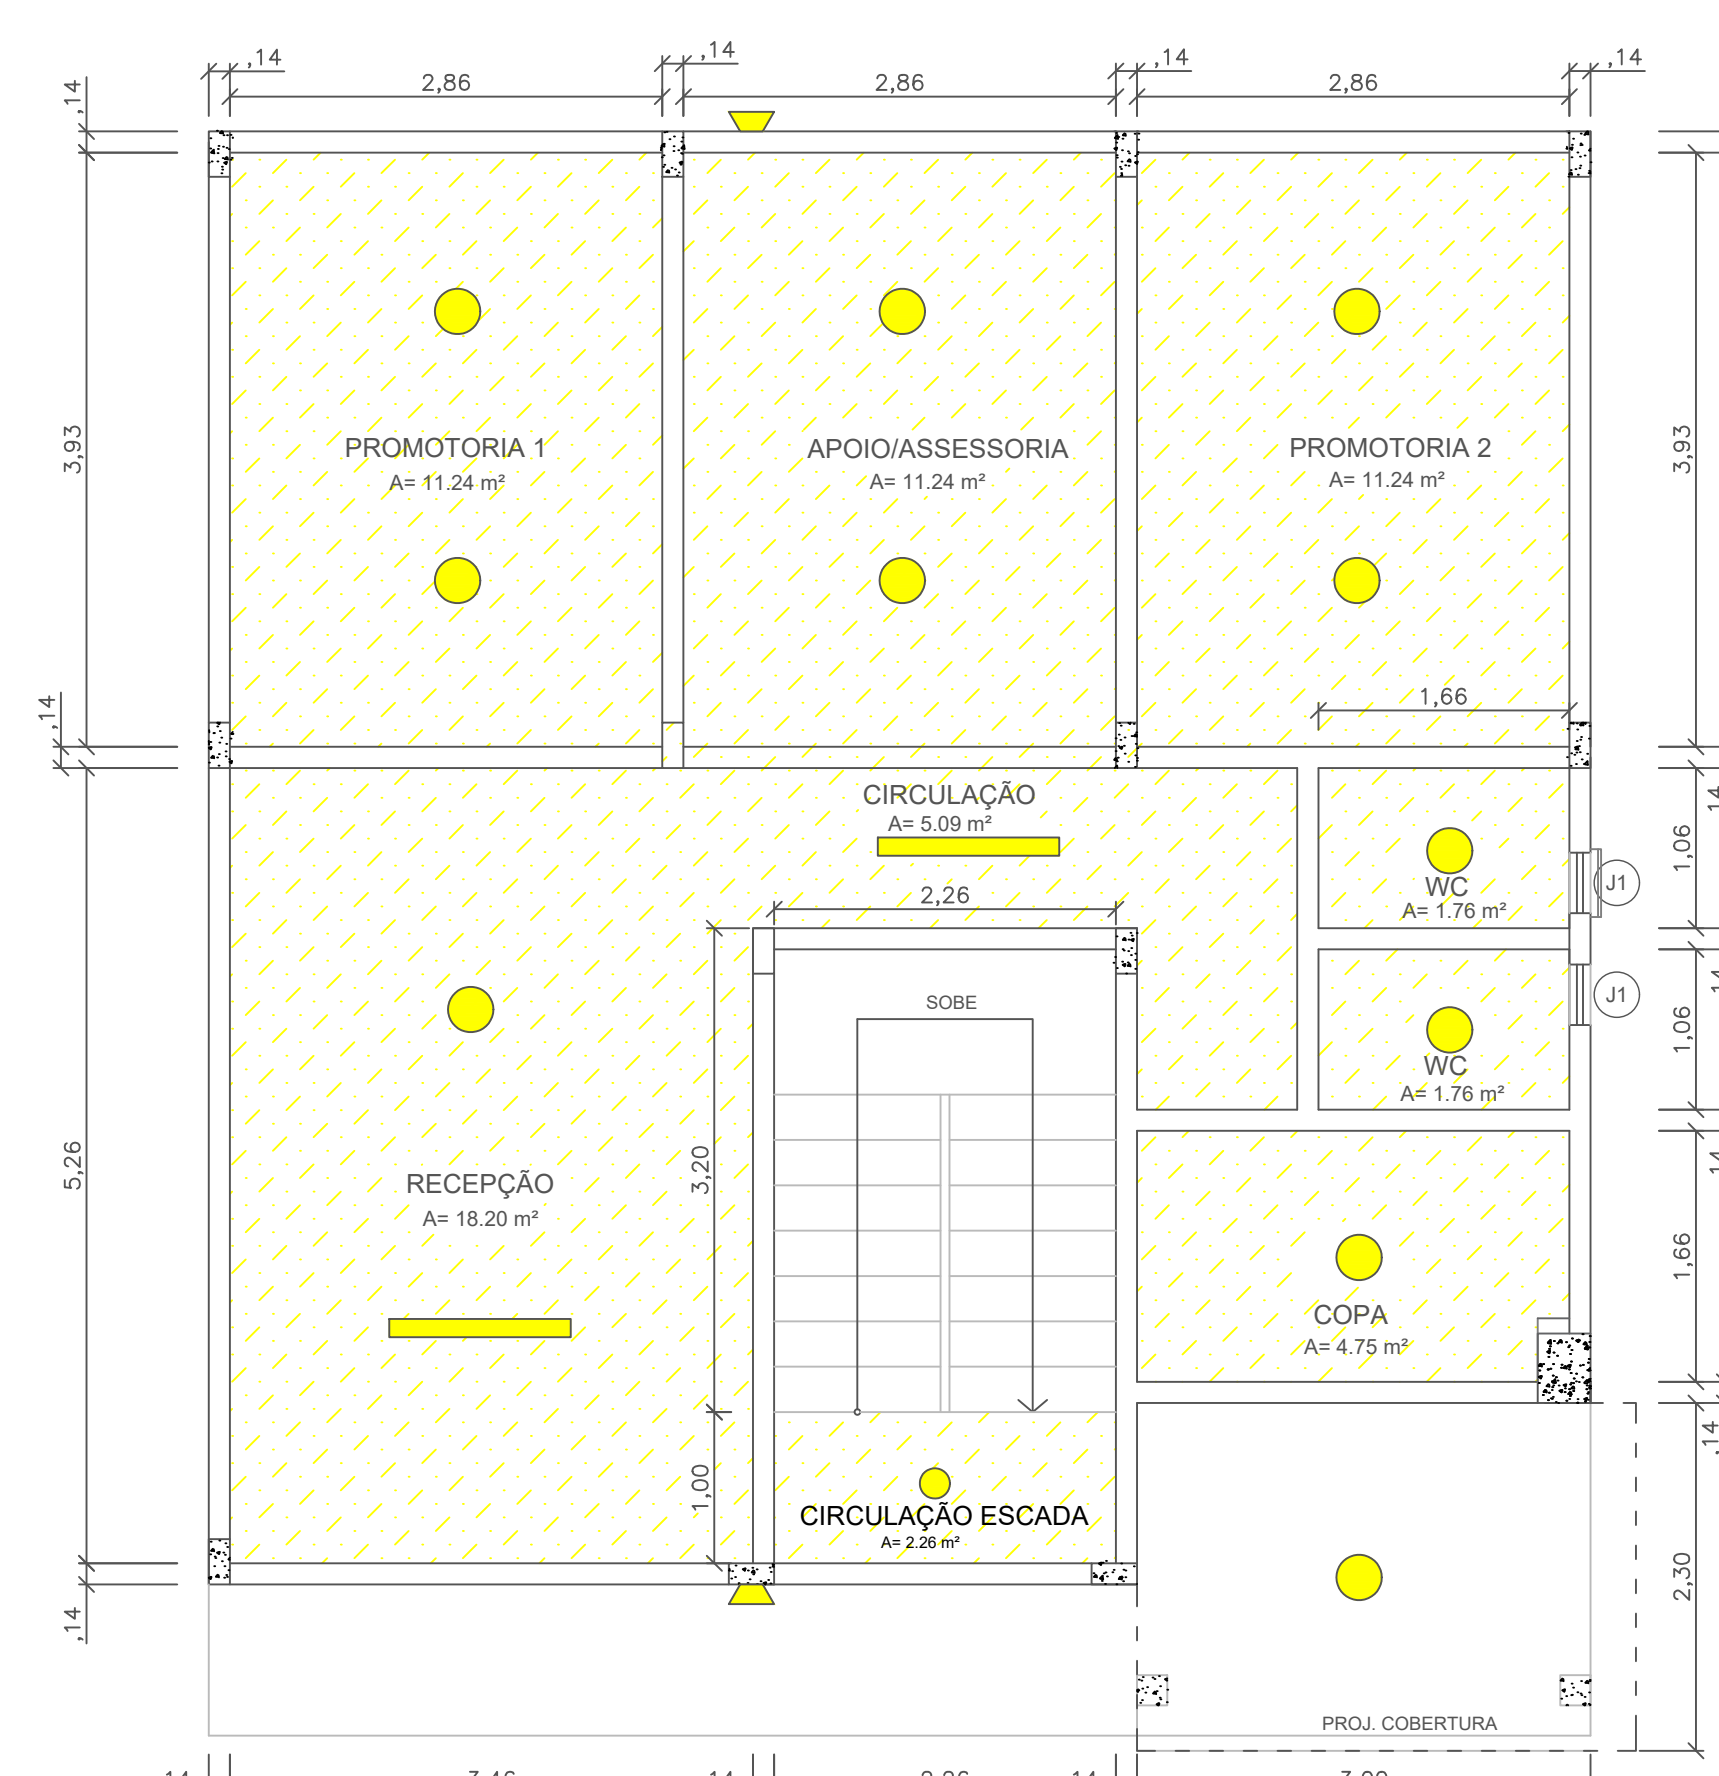 ,14
,14
,14
,14
2,86
2,86
2,86
,14
3,93
3,93
PROMOTORIA 1
A= 11.24 m²
APOIO/ASSESSORIA
A= 11.24 m²
PROMOTORIA 2
A= 11.24 m²
,14
1,66
CIRCULAÇÃO
A= 5.09 m²
2,26
WC
A= 1.76 m²
J1
14
1,06
SOBE
WC
A= 1.76 m²
J1
14
1,06
5,26
RECEPÇÃO
A= 18.20 m²
3,20
COPA
A= 4.75 m²
14
1,66
1,00
CIRCULAÇÃO ESCADA
A= 2.26 m²
,14
2,30
,14
PROJ. COBERTURA